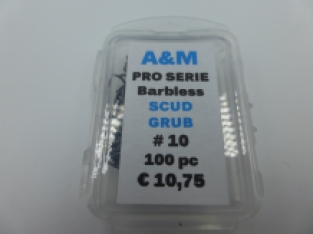 A&M
PRO SERIE
Barbless
SCUD
GRUB
# 10
100 pc
€ 10,75